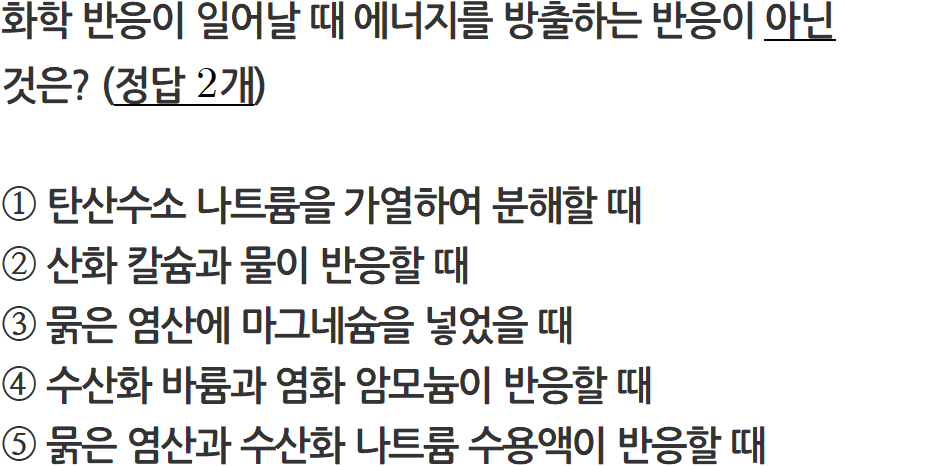 화학 반응이 일어날 때 에너지를 방출하는 반응이 아닌
것은? (정답 2개)
① 탄산수소 나트륨을 가열하여 분해할 때
② 산화 칼슘과 물이 반응할 때
③ 묽은 염산에 마그네슘을 넣었을 때
④ 수산화 바륨과 염화 암모늄이 반응할 때
⑤ 묽은 염산과 수산화 나트륨 수용액이 반응할 때